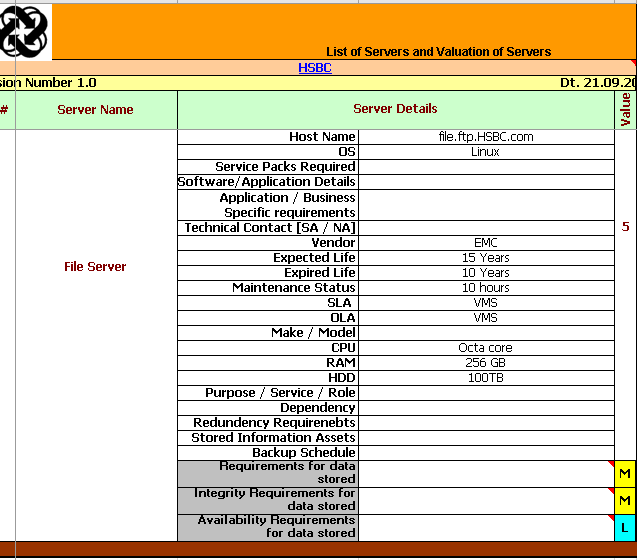 List of Servers and Valuation of Servers
HSBC
sion Number 1.0 Dt. 21.09.20
# Server Name Server Details Value
Host Name file.ftp.HSBC.com
OS Linux
Service Packs Required
Software/Application Details
Application / Business
Specific requirements
Technical Contact [SA / NA] 5
Vendor EMC
Expected Life 15 Years
File Server
Expired Life 10 Years
Maintenance Status 10 hours
SLA VMS
OLA VMS
Make / Model
CPU Octa core
RAM 256 GB
HDD 100TB
Purpose / Service / Role
Dependency
Redundency Requirenebts
Stored Information Assets
Backup Schedule
Requirements for data
stored M
Integrity Requirements for
data stored M
Availability Requirements
for data stored L